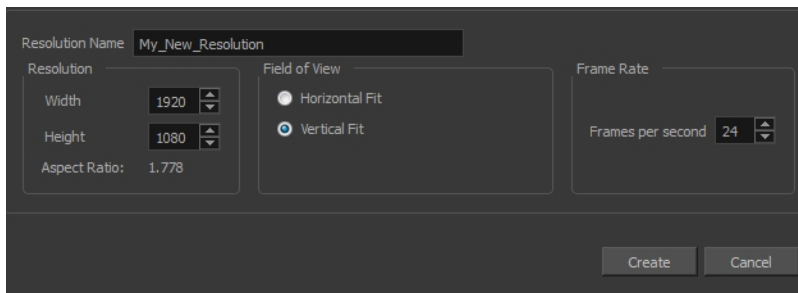 Resolution Name My_New_Resolution
Resolution
Width 1920
Height 1080
Aspect Ratio: 1.778
Field of View
Horizontal Fit
Vertical Fit
Frame Rate
Frames per second 24
Create Cancel